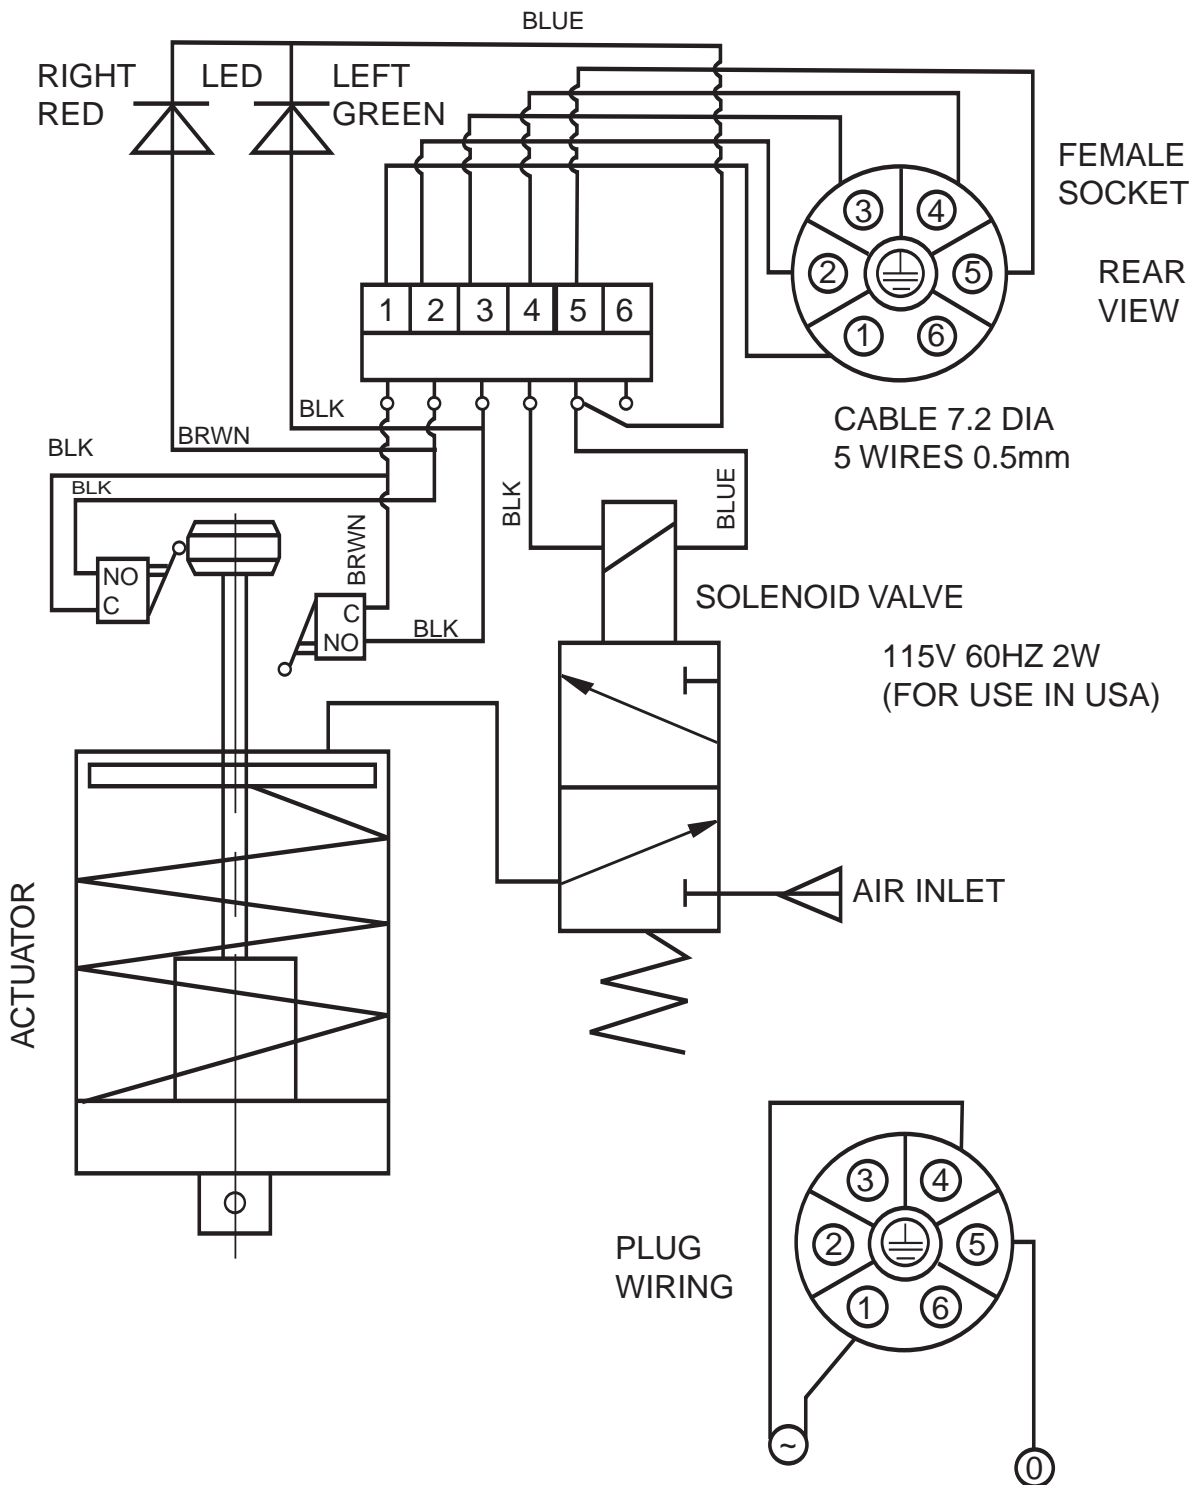 BLUE
RIGHT LED LEFT
RED GREEN
FEMALE
SOCKET
3 4
2 5
1 6
REAR
VIEW
1 2 3 4 5 6
BLK
BRWN
BLK
BLK
CABLE 7.2 DIA
5 WIRES 0.5mm
BLK
BLUE
BRWN
NO
C
C
NO
BLK
SOLENOID VALVE
115V 60HZ 2W
(FOR USE IN USA)
AIR INLET
ACTUATOR
PLUG
WIRING
3 4
2 5
1 6
~
0